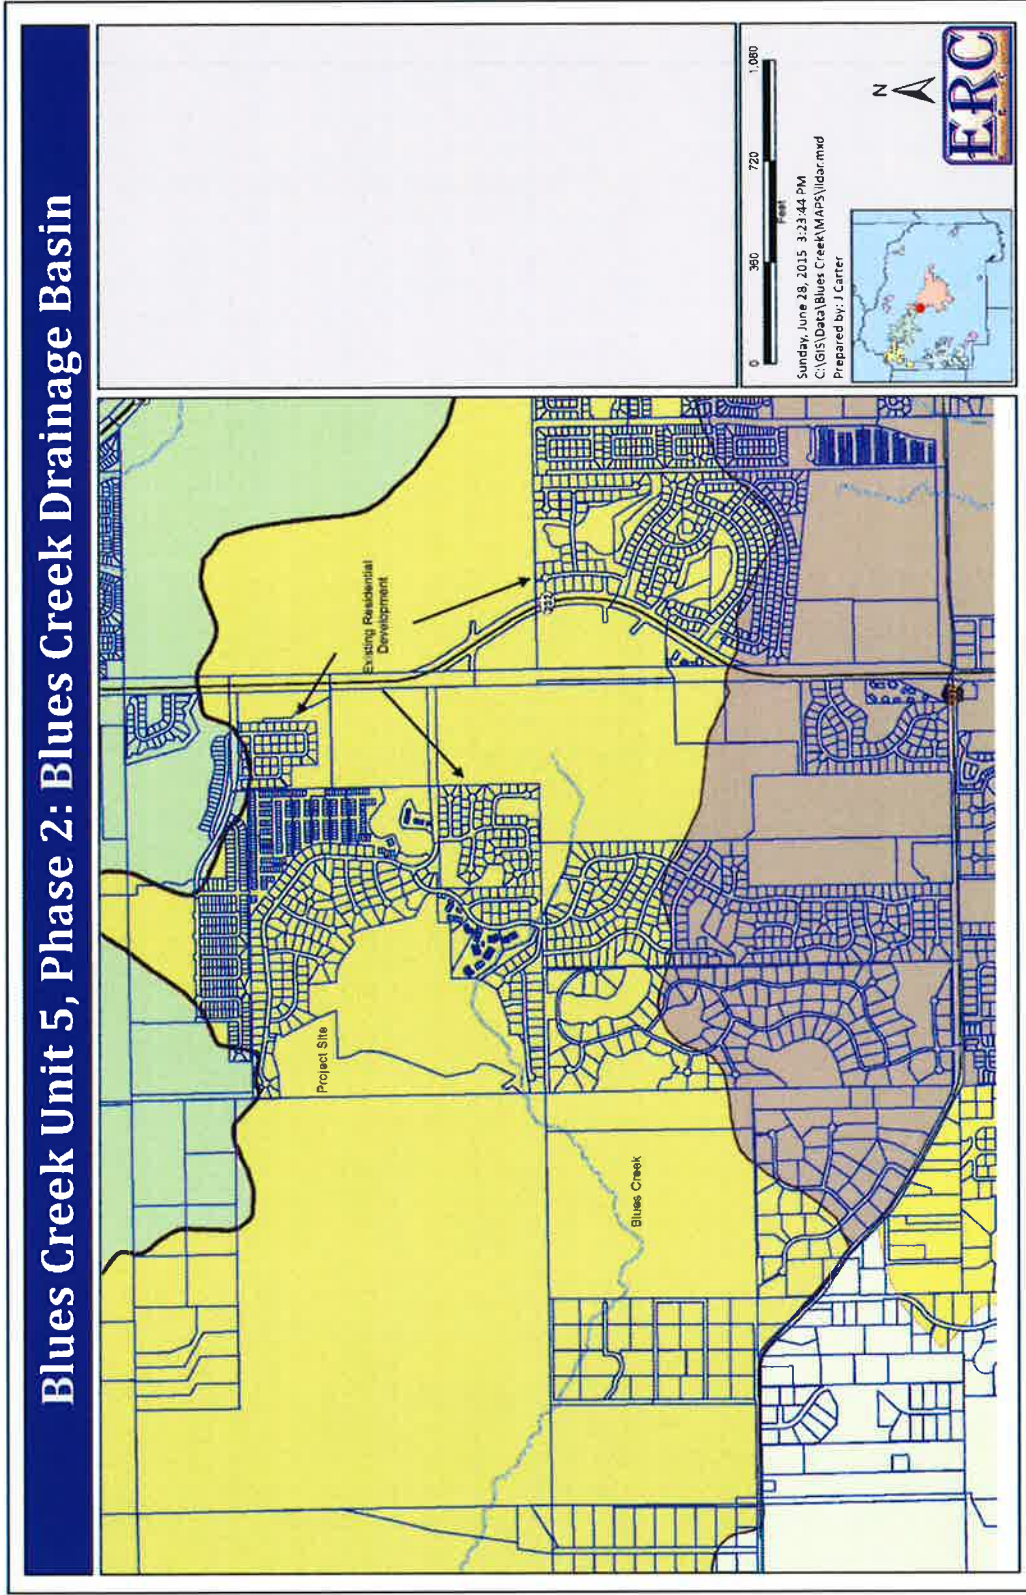 Blues Creek Unit 5, Phase 2: Blues Creek Drainage Basin
Existing Residential
Development
Project Site
Blues Creek
232
0 360 720 1,080
Feet
Sunday, June 28, 2015 3:23:44 PM
C:\GIS\Data\Blues Creek\MAPS\lidar.mxd
Prepared by: J Carter
N
ERC